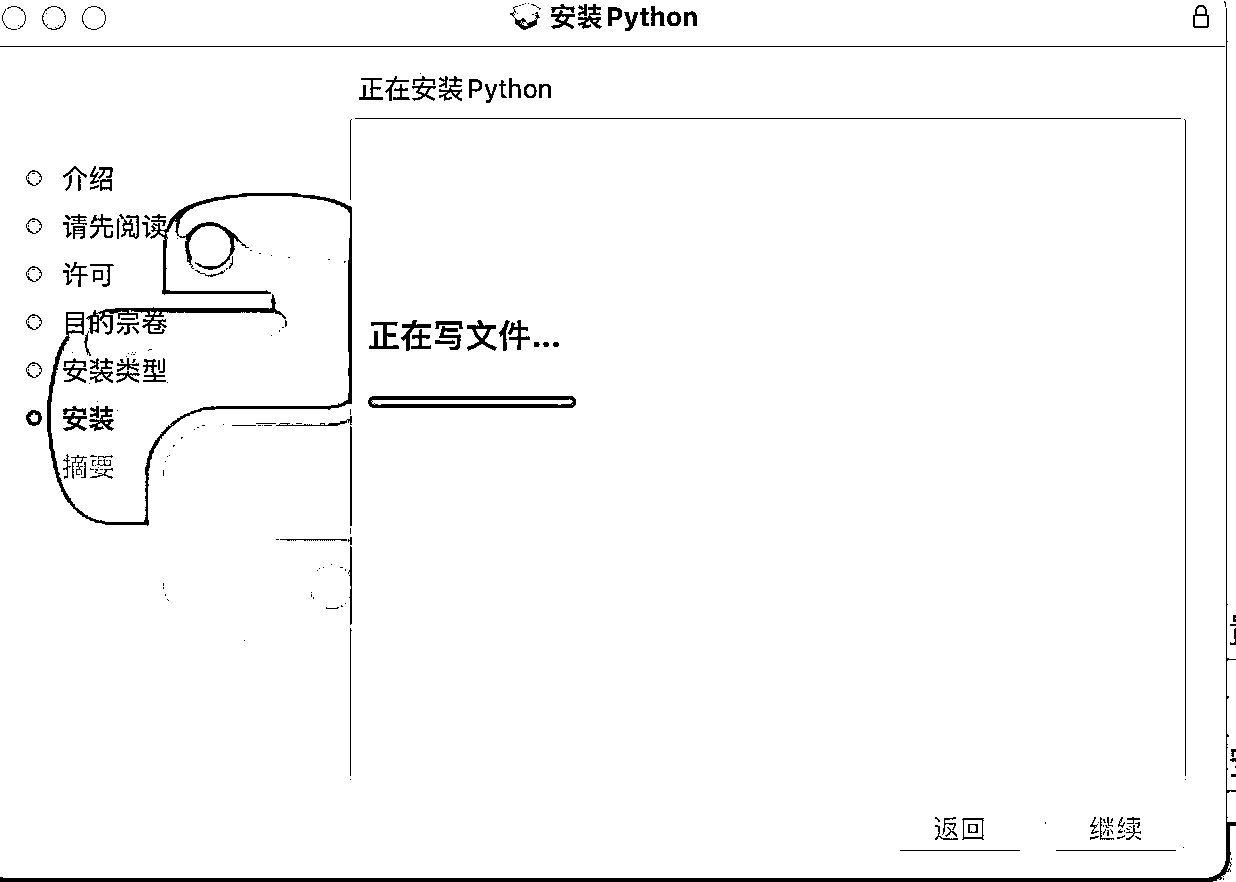 安装Python
正在安装Python
介绍
请先阅读
许可
目的宗卷
安装类型
安装
摘要
正在写文件...
返回
继续